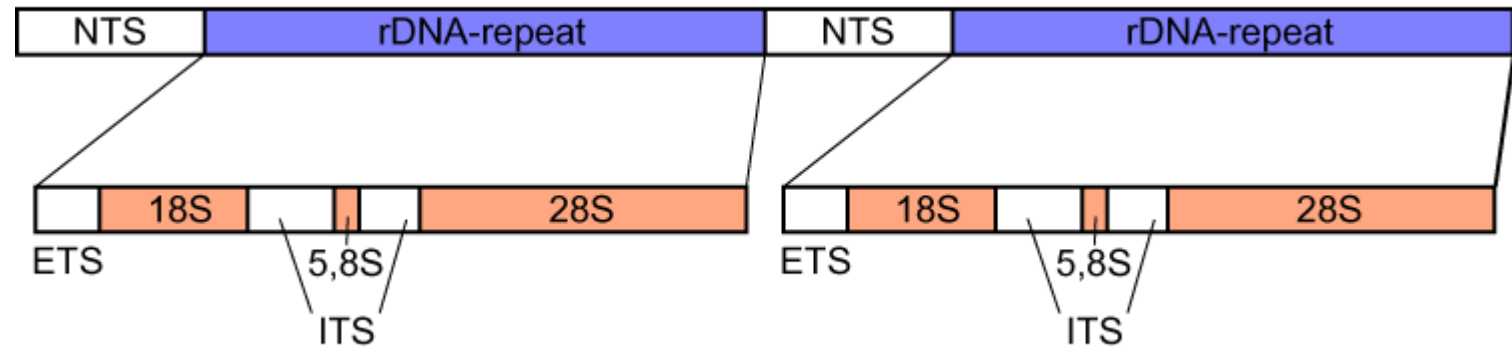 NTS rDNA-repeat NTS rDNA-repeat
18S 28S 18S 28S
ETS 5,8S ETS 5,8S
ITS ITS